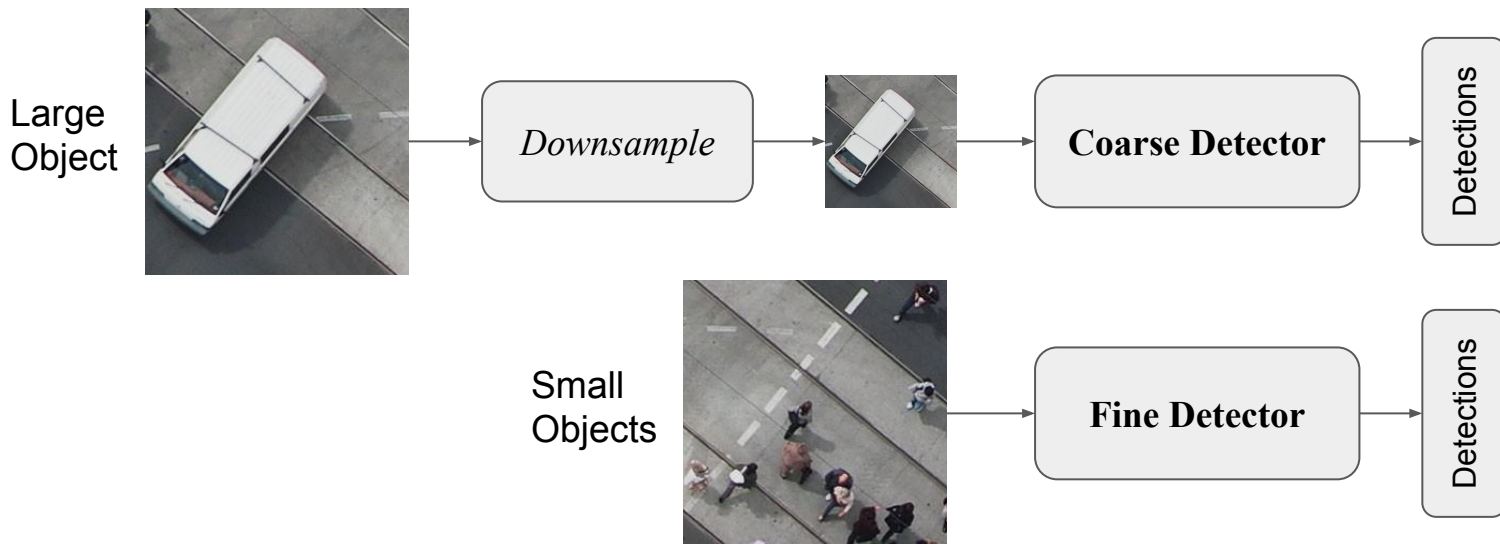 Large
Object
Downsample
Coarse Detector
Detections
Small
Objects
Fine Detector
Detections